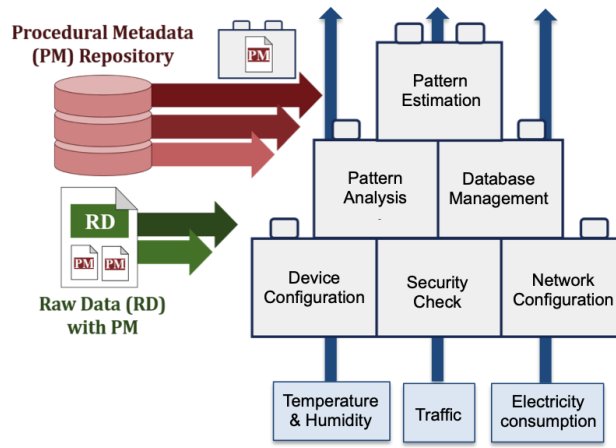 Procedural Metadata
(PM) Repository
PM
Pattern
Estimation
Pattern
Analysis
Database
Management
RD
PM PM
Raw Data (RD)
with PM
Device
Configuration
Security
Check
Network
Configuration
Temperature
& Humidity
Traffic
Electricity
consumption